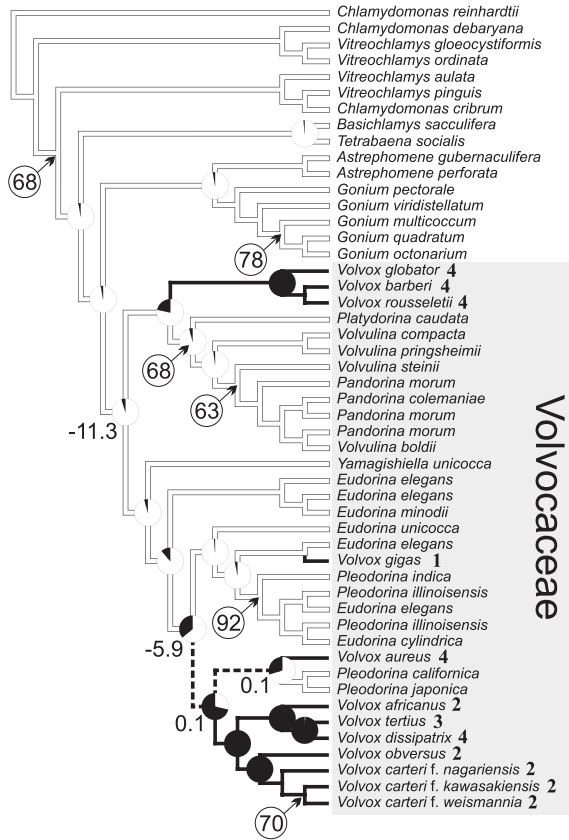 Chlamydomonas reinhardtii
Chlamydomonas debaryana
Vitreochlamys gloeocystiformis
Vitreochlamys ordinata
Vitreochlamys aulata
Vitreochlamys pinguis
Chlamydomonas cribrum
Basichlamys sacculifera
Tetrabaena socialis
68
Astrephomene gubernaculifera
Astrephomene perforata
Gonium pectorale
Gonium viridistellatum
Gonium multicoccum
Gonium quadratum
Gonium octonarium
78
Volvox globator 4
Volvox barberi 4
Volvox rousseletii 4
Platydorina caudata
Volvulina compacta
Volvulina pringsheimii
68
Volvulina steinii
Pandorina morum
Pandorina colemaniae
Pandorina morum
Pandorina morum
Volvulina boldii
63
-11.3
Yamagishiella unicocca
Eudorina elegans
Eudorina elegans
Eudorina minodii
Eudorina unicocca
Eudorina elegans
Volvox gigas 1
Pleodorina indica
Pleodorina illinoisensis
Eudorina elegans
Pleodorina illinoisensis
Eudorina cylindrica
92
-5.9
Volvox aureus 4
Pleodorina californica
Pleodorina japonica
0.1
0.1
Volvox africanus 2
Volvox tertius 3
Volvox dissipatrix 4
Volvox obversus 2
Volvox carteri f. nagariensis 2
Volvox carteri f. kawasakiensis 2
Volvox carteri f. weismannia 2
70
Volvocaceae